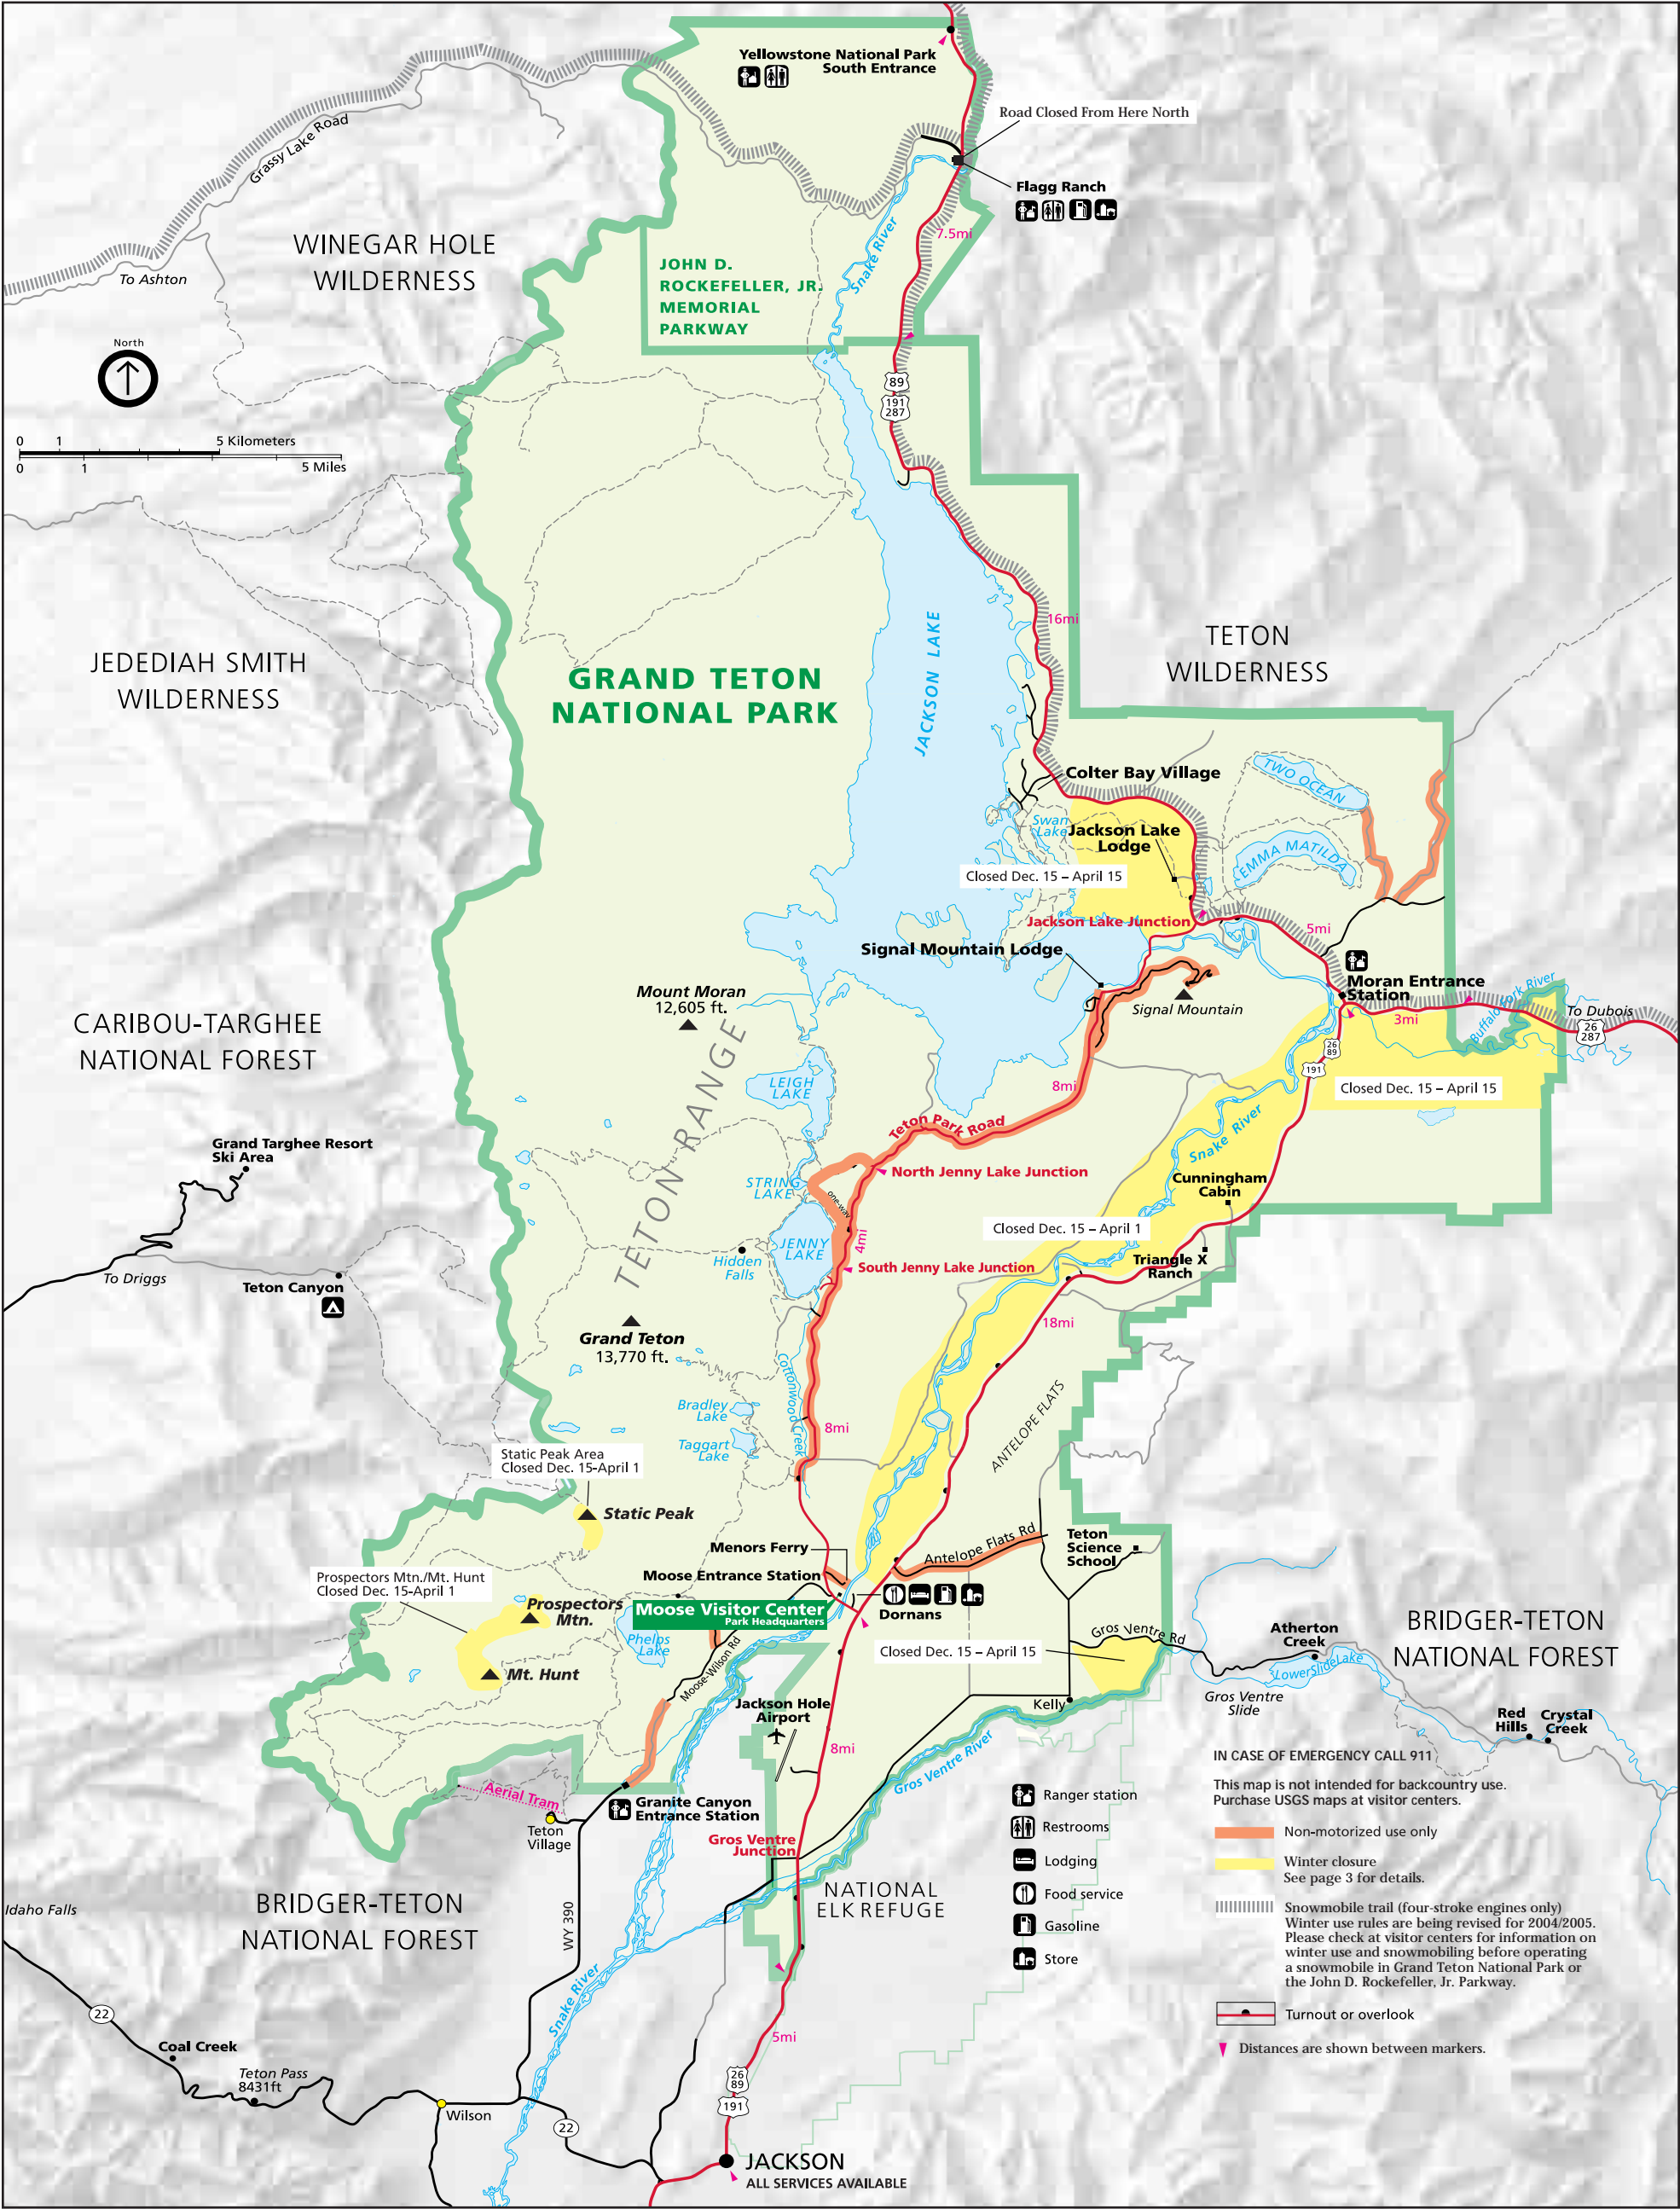 Yellowstone National Park
South Entrance
Road Closed From Here North
Grassy Lake Road
Flagg Ranch
Snake River
7.5mi
WINEGAR HOLE
WILDERNESS
To Ashton
JOHN D.
ROCKEFELLER, JR.
MEMORIAL
PARKWAY
North
89
191
287
0 1 5 Kilometers
0 1 5 Miles
JACKSON LAKE
16mi
TETON
WILDERNESS
JEDEDIAH SMITH
WILDERNESS
GRAND TETON
NATIONAL PARK
Colter Bay Village
TWO OCEAN
Swan
Lake
Jackson Lake
Lodge
EMMA MATILDA
Closed Dec. 15 – April 15
Jackson Lake Junction
5mi
Signal Mountain Lodge
Moran Entrance
Station
Mount Moran
12,605 ft.
Signal Mountain
3mi
Buffalo Fork River
To Dubois
26
287
CARIBOU-TARGHEE
NATIONAL FOREST
26
89
191
LEIGH
LAKE
8mi
Closed Dec. 15 – April 15
TETON RANGE
Teton Park Road
Snake River
Grand Targhee Resort
Ski Area
North Jenny Lake Junction
STRING
LAKE
one-way
Cunningham
Cabin
Closed Dec. 15 – April 1
JENNY
LAKE
4mi
Hidden
Falls
South Jenny Lake Junction
Triangle X
Ranch
To Driggs
Teton Canyon
18mi
Grand Teton
13,770 ft.
Cottonwood Creek
ANTELOPE FLATS
Bradley
Lake
8mi
Taggart
Lake
Static Peak Area
Closed Dec. 15-April 1
Static Peak
Antelope Flats Rd
Teton
Science
School
Menors Ferry
Moose Entrance Station
Prospectors Mtn./Mt. Hunt
Closed Dec. 15-April 1
Prospectors
Mtn.
Moose Visitor Center
Park Headquarters
Dornans
Phelps
Lake
Mt. Hunt
Moose-Wilson Rd
Closed Dec. 15 – April 15
Gros Ventre Rd
Atherton
Creek
BRIDGER-TETON
NATIONAL FOREST
Lower Slide Lake
Gros Ventre
Slide
Kelly
Jackson Hole
Airport
Red
Hills
Crystal
Creek
8mi
Gros Ventre River
Aerial Tram
Granite Canyon
Entrance Station
Teton
Village
Gros Ventre
Junction
NATIONAL
ELK REFUGE
Idaho Falls
BRIDGER-TETON
NATIONAL FOREST
WY 390
Snake River
22
Coal Creek
Teton Pass
8431ft
5mi
26
89
191
Wilson
22
JACKSON
ALL SERVICES AVAILABLE
Ranger station
Restrooms
Lodging
Food service
Gasoline
Store
IN CASE OF EMERGENCY CALL 911
This map is not intended for backcountry use.
Purchase USGS maps at visitor centers.
Non-motorized use only
Winter closure
See page 3 for details.
Snowmobile trail (four-stroke engines only)
Winter use rules are being revised for 2004/2005.
Please check at visitor centers for information on
winter use and snowmobiling before operating
a snowmobile in Grand Teton National Park or
the John D. Rockefeller, Jr. Parkway.
Turnout or overlook
Distances are shown between markers.